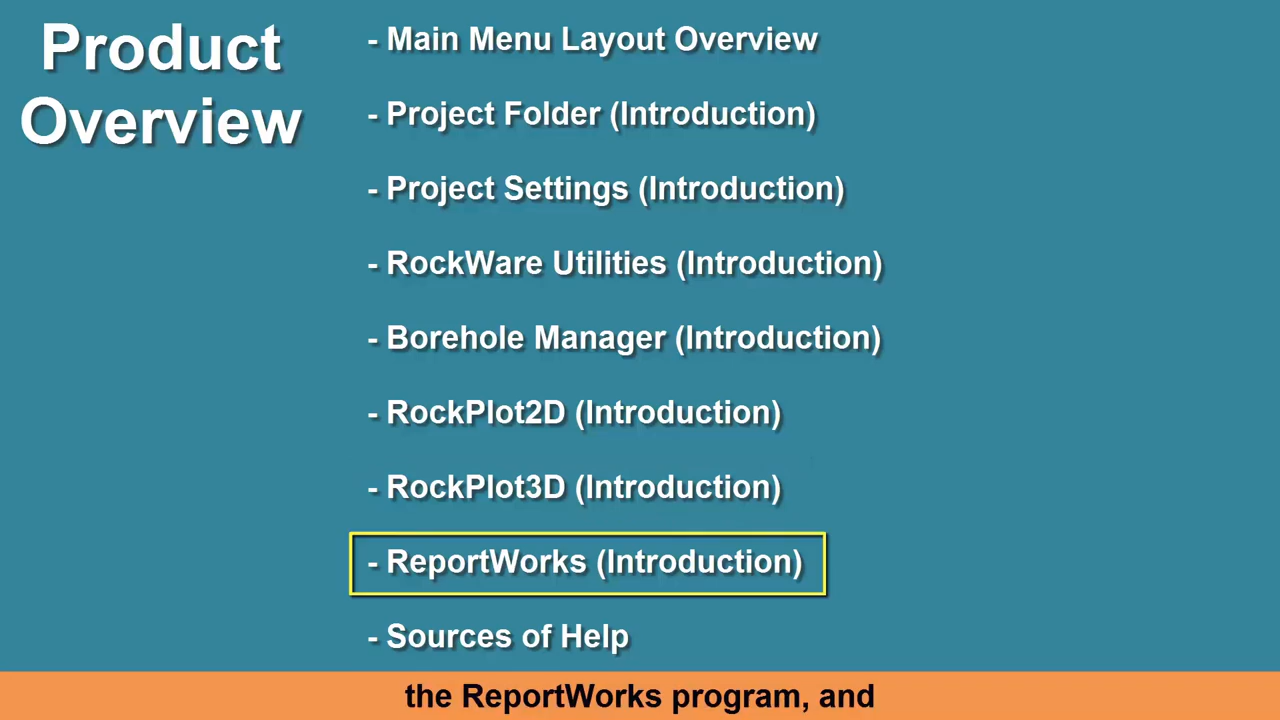 Product
Overview
- Main Menu Layout Overview
- Project Folder (Introduction)
- Project Settings (Introduction)
- RockWare Utilities (Introduction)
- Borehole Manager (Introduction)
- RockPlot2D (Introduction)
- RockPlot3D (Introduction)
- ReportWorks (Introduction)
- Sources of Help
the ReportWorks program, and